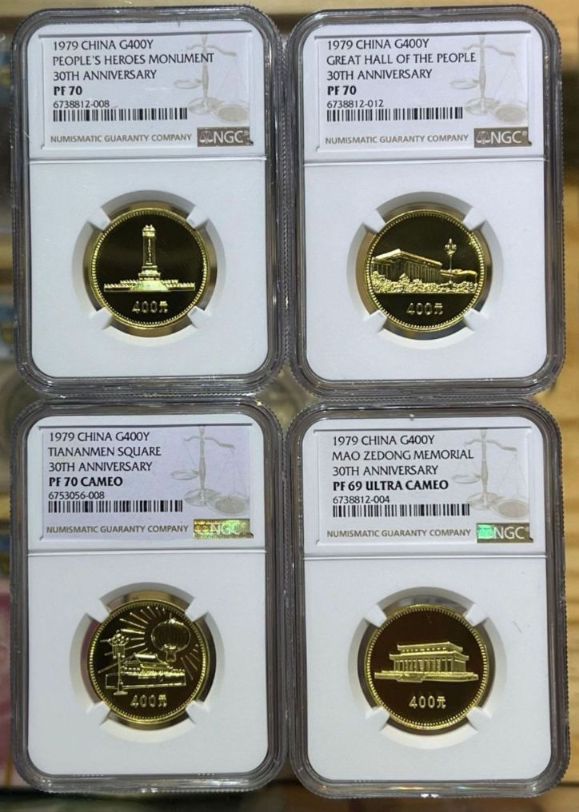 1979 CHINA G400Y
PEOPLE'S HEROES MONUMENT
30TH ANNIVERSARY
PF 70
6738812-008
NUMISMATIC GUARANTY COMPANY NGC
400元
1979 CHINA G400Y
GREAT HALL OF THE PEOPLE
30TH ANNIVERSARY
PF 70
6738812-012
NUMISMATIC GUARANTY COMPANY NGC
400元
1979 CHINA G400Y
TIANANMEN SQUARE
30TH ANNIVERSARY
PF 70 CAMEO
6753056-008
NUMISMATIC GUARANTY COMPANY NGC
400元
1979 CHINA G400Y
MAO ZEDONG MEMORIAL
30TH ANNIVERSARY
PF 69 ULTRA CAMEO
6738812-004
NUMISMATIC GUARANTY COMPANY NGC
400元